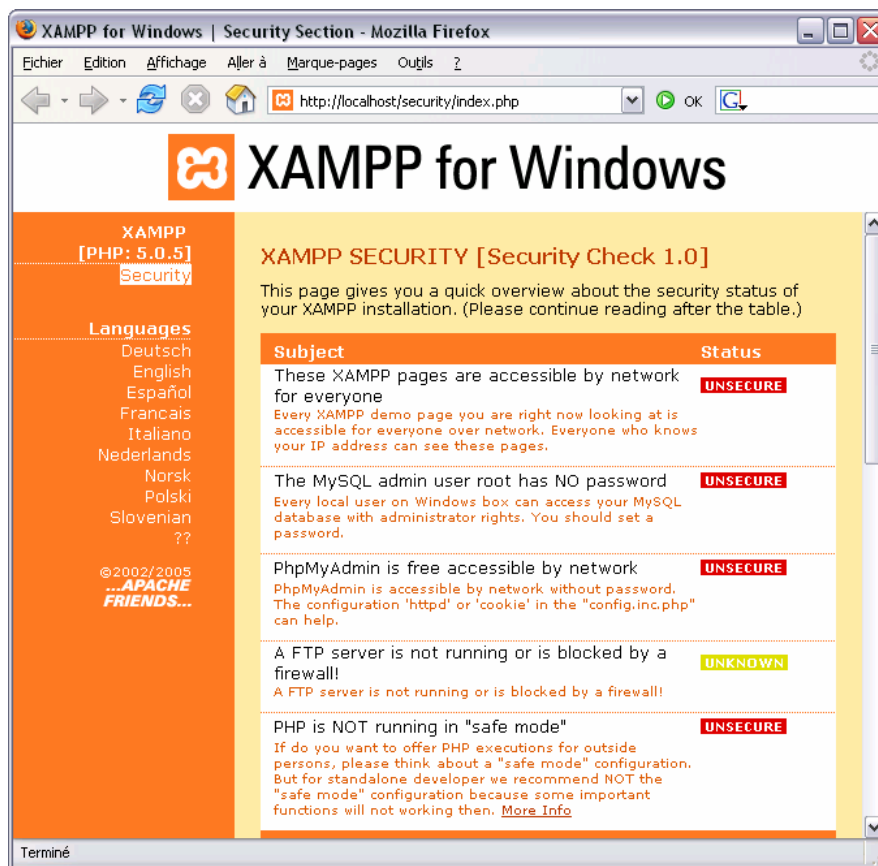 XAMPP for Windows | Security Section - Mozilla Firefox
Fichier Edition Affichage Aller à Marque-pages Outils ?
http://localhost/security/index.php OK G
XAMPP for Windows
XAMPP
[PHP: 5.0.5]
Security
Languages
Deutsch
English
Español
Francais
Italiano
Nederlands
Norsk
Polski
Slovenian
??
©2002/2005
...APACHE
FRIENDS...
XAMPP SECURITY [Security Check 1.0]
This page gives you a quick overview about the security status of
your XAMPP installation. (Please continue reading after the table.)
Subject Status
These XAMPP pages are accessible by network UNSECURE
for everyone
Every XAMPP demo page you are right now looking at is
accessible for everyone over network. Everyone who knows
your IP address can see these pages.
The MySQL admin user root has NO password UNSECURE
Every local user on Windows box can access your MySQL
database with administrator rights. You should set a
password.
PhpMyAdmin is free accessible by network UNSECURE
PhpMyAdmin is accessible by network without password.
The configuration 'httpd' or 'cookie' in the "config.inc.php"
can help.
A FTP server is not running or is blocked by a UNKNOWN
firewall!
A FTP server is not running or is blocked by a firewall!
PHP is NOT running in "safe mode" UNSECURE
If do you want to offer PHP executions for outside
persons, please think about a "safe mode" configuration.
But for standalone developer we recommend NOT the
"safe mode" configuration because some important
functions will not working then. More Info
Terminé